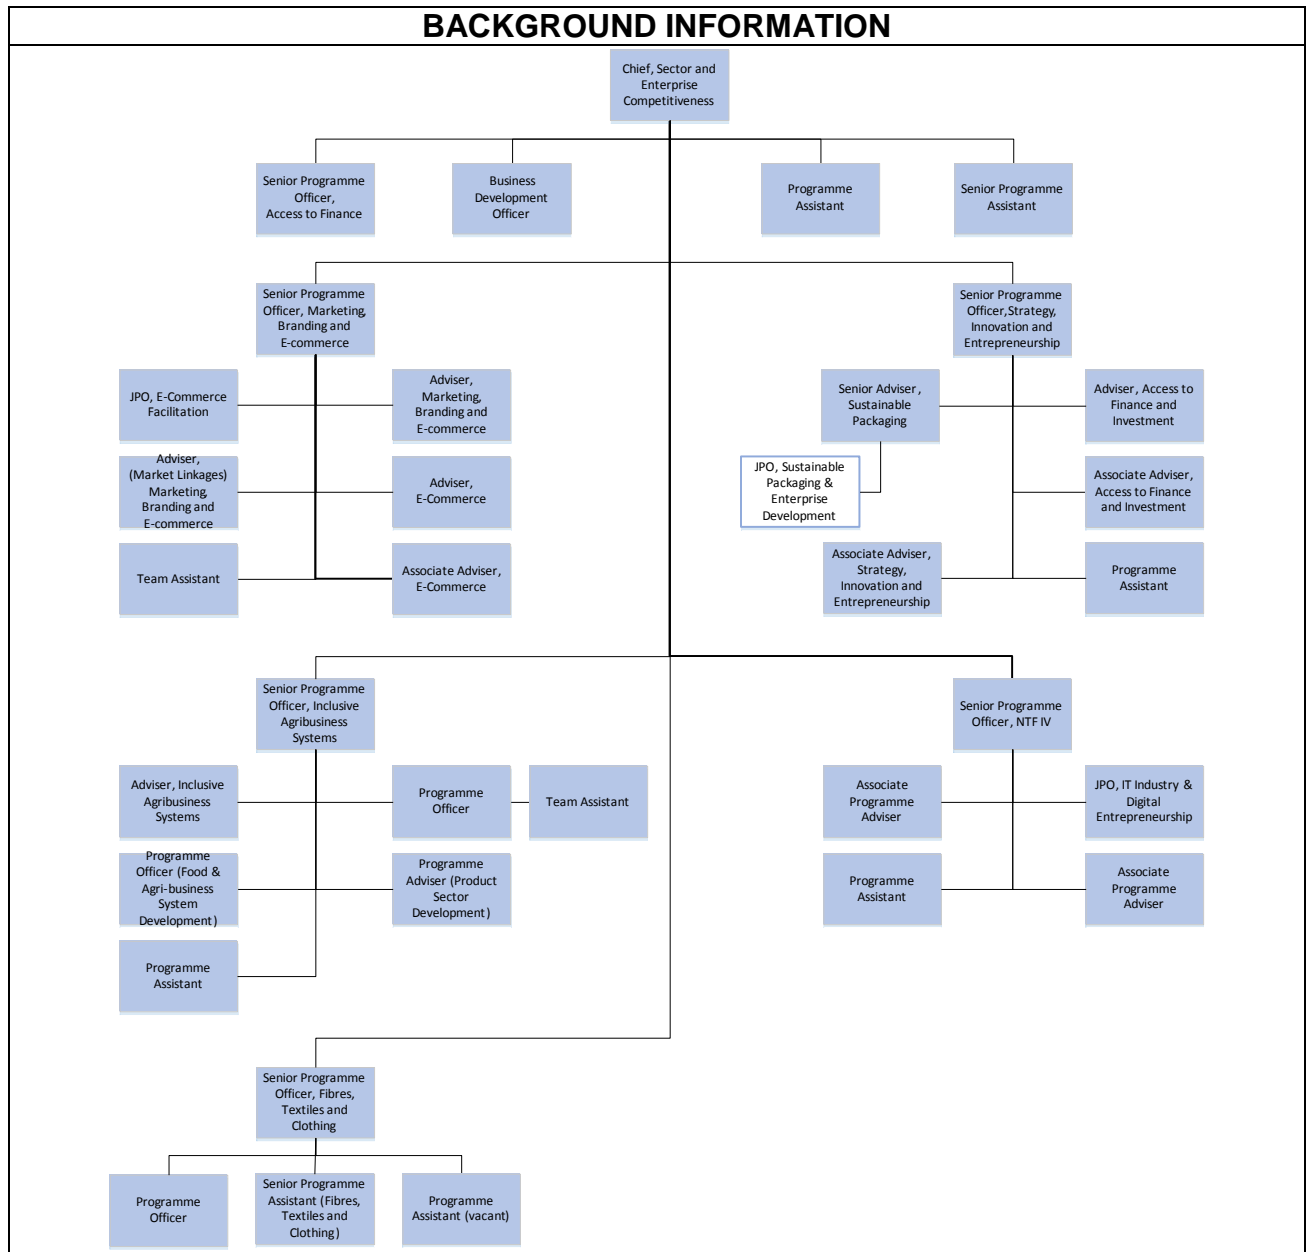 BACKGROUND INFORMATION
Chief, Sector and
Enterprise
Competitiveness
Senior Programme
Officer,
Access to Finance
Business
Development
Officer
Programme
Assistant
Senior Programme
Assistant
Senior Programme
Officer, Marketing,
Branding and
E-commerce
Senior Programme
Officer,Strategy,
Innovation and
Entrepreneurship
JPO, E-Commerce
Facilitation
Adviser,
Marketing,
Branding and
E-commerce
Senior Adviser,
Sustainable
Packaging
Adviser, Access to
Finance and
Investment
Adviser,
(Market Linkages)
Marketing,
Branding and
E-commerce
Adviser,
E-Commerce
JPO, Sustainable
Packaging &
Enterprise
Development
Associate Adviser,
Access to Finance
and Investment
Team Assistant
Associate Adviser,
E-Commerce
Associate Adviser,
Strategy,
Innovation and
Entrepreneurship
Programme
Assistant
Senior Programme
Officer, Inclusive
Agribusiness
Systems
Senior Programme
Officer, NTF IV
Adviser, Inclusive
Agribusiness
Systems
Programme
Officer
Team Assistant
Associate
Programme
Adviser
JPO, IT Industry &
Digital
Entrepreneurship
Programme
Officer (Food &
Agri-business
System
Development)
Programme
Adviser (Product
Sector
Development)
Programme
Assistant
Associate
Programme
Adviser
Programme
Assistant
Senior Programme
Officer, Fibres,
Textiles and
Clothing
Programme
Officer
Senior Programme
Assistant (Fibres,
Textiles and
Clothing)
Programme
Assistant (vacant)